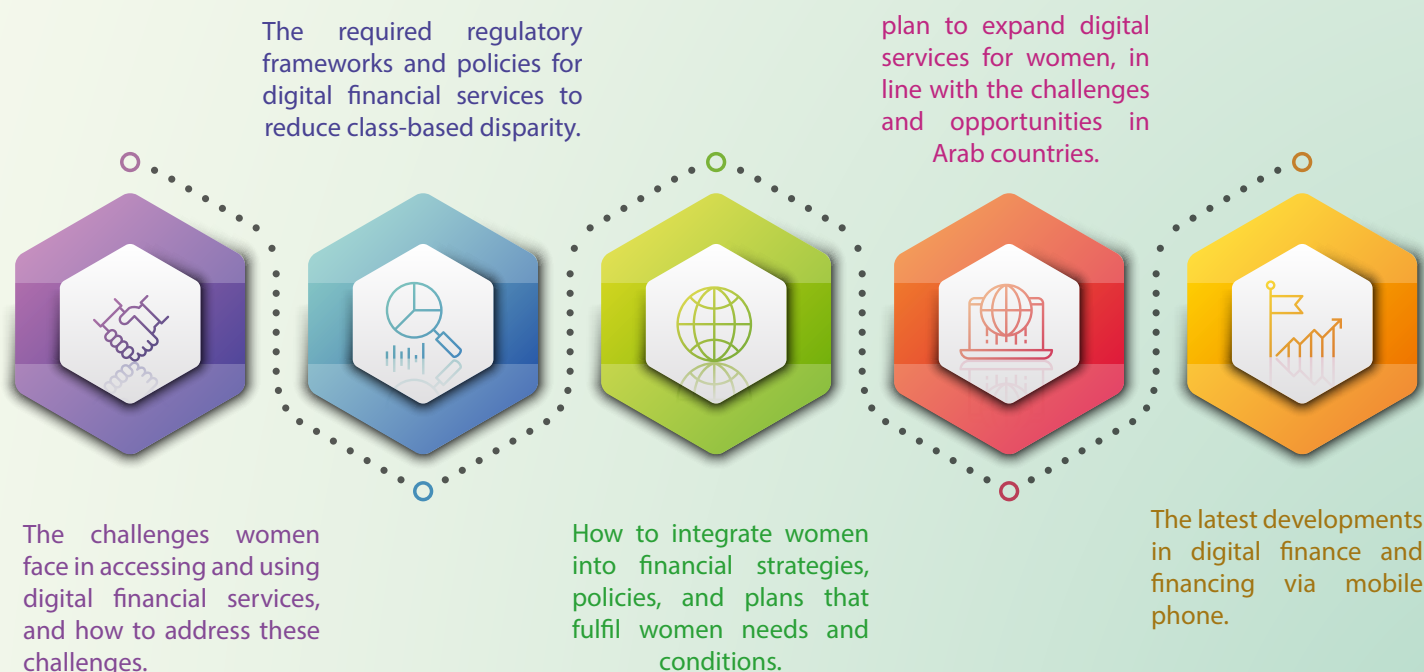 The challenges women
face in accessing and using
digital financial services,
and how to address these
challenges.
The required regulatory
frameworks and policies for
digital financial services to
reduce class-based disparity.
How to integrate women
into financial strategies,
policies, and plans that
fulfil women needs and
conditions.
plan to expand digital
services for women, in
line with the challenges
and opportunities in
Arab countries.
The latest developments
in digital finance and
financing via mobile
phone.